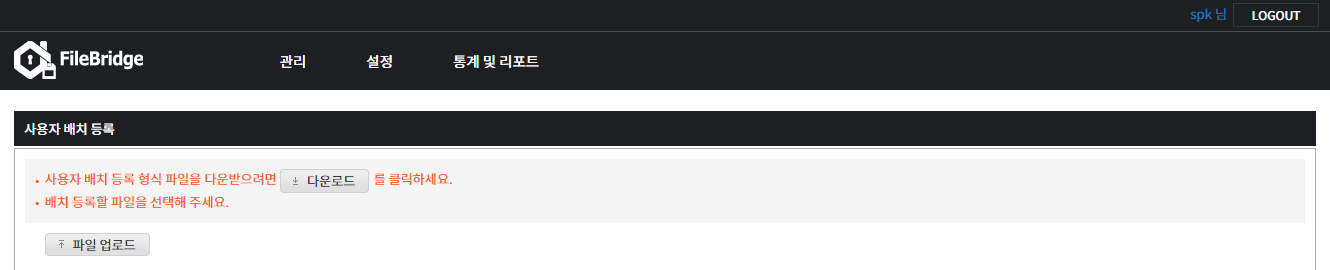 spk 님 LOGOUT
FileBridge 관리 설정 통계 및 리포트
사용자 배치 등록
• 사용자 배치 등록 형식 파일을 다운받으려면 다운로드 를 클릭하세요.
• 배치 등록할 파일을 선택해 주세요.
파일 업로드